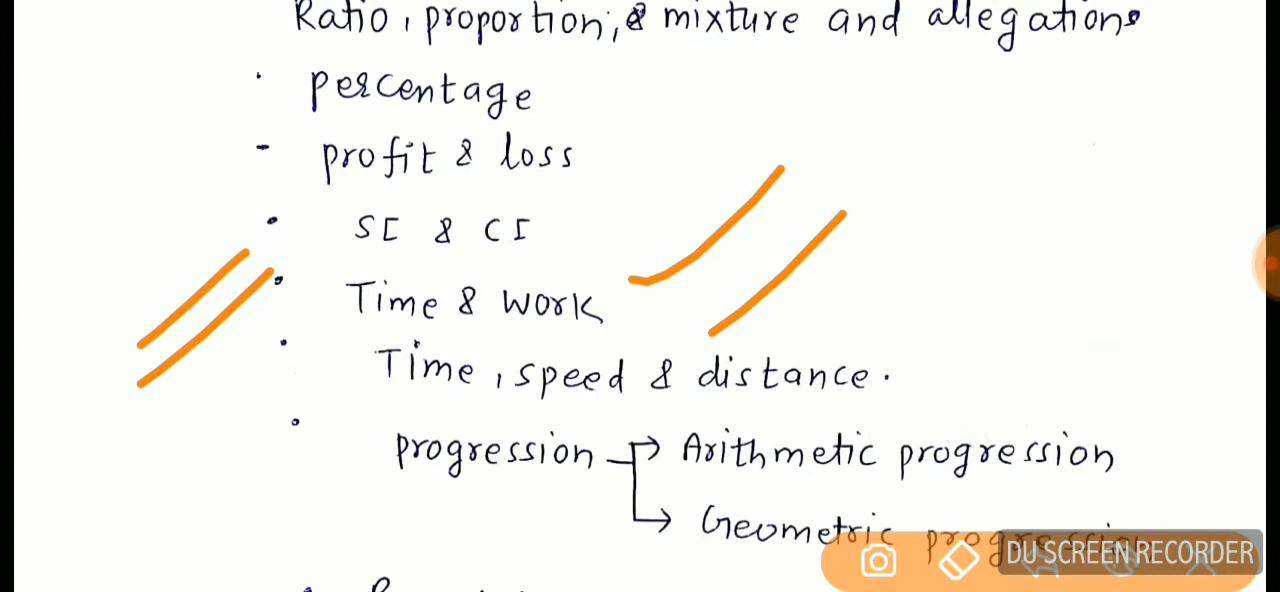 Ratio, proportion, & mixture and allegations
• percentage
- profit & loss
• SI & CI
• Time & work
• Time, speed & distance.
• progression → Arithmetic progression
→ Geometric progression
DU SCREEN RECORDER